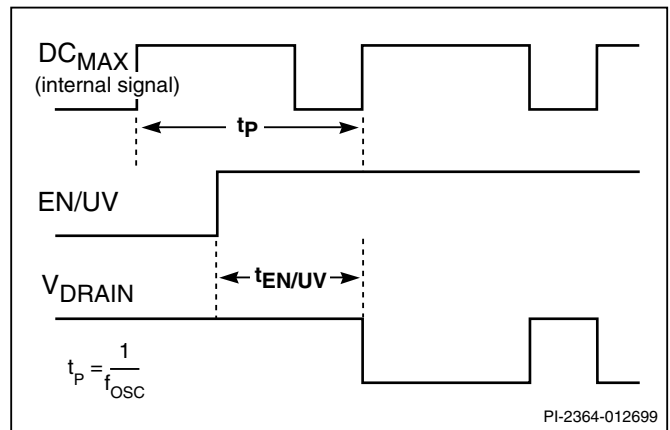 DCMAX
(internal signal)
tP
EN/UV
tEN/UV
VDRAIN
tP = 1/fOSC
PI-2364-012699